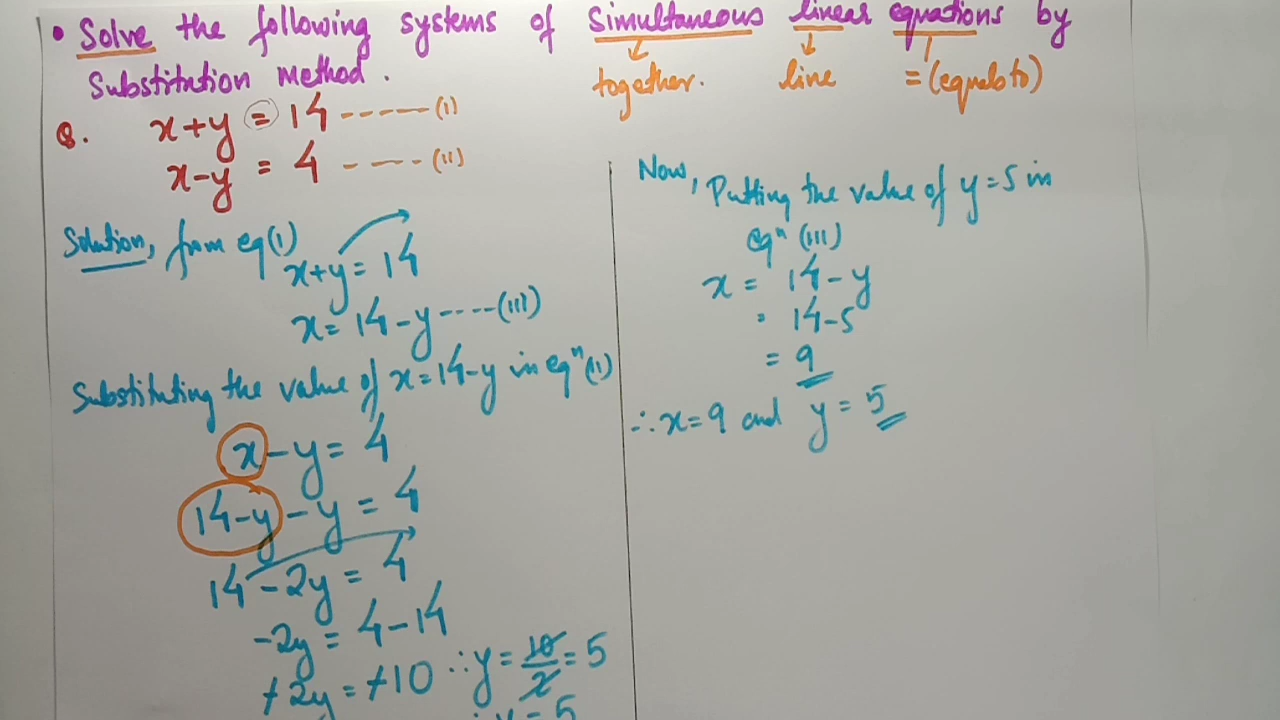 • Solve the following systems of Simultaneous linear equations by
Substitution method.
together. line =(equals to)
Q. x+y = 14 ------(I)
x-y = 4 ----(II)
Solution, from eq(I)
x+y = 14
x = 14-y ----(III)
Substituting the value of x=14-y in eqⁿ(II)
x-y = 4
14-y-y = 4
14-2y = 4
-2y = 4-14
+2y = +10 ∴y = 10/2 = 5
∴ y = 5
Now, Putting the value of y=5 in
eqⁿ (III)
x = 14-y
= 14-5
= 9
∴ x=9 and y = 5